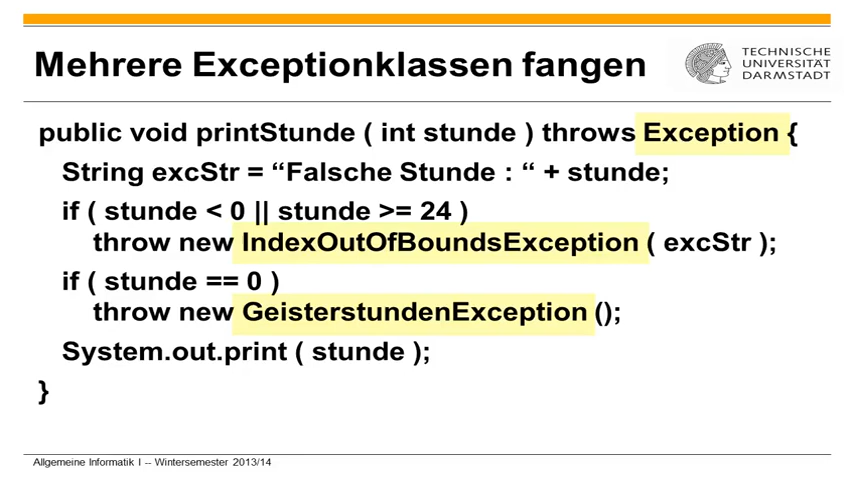 Mehrere Exceptionklassen fangen
TECHNISCHE
UNIVERSITÄT
DARMSTADT
public void printStunde ( int stunde ) throws Exception {
String excStr = “Falsche Stunde : “ + stunde;
if ( stunde < 0 || stunde >= 24 )
throw new IndexOutOfBoundsException ( excStr );
if ( stunde == 0 )
throw new GeisterstundenException ();
System.out.print ( stunde );
}
Allgemeine Informatik I -- Wintersemester 2013/14